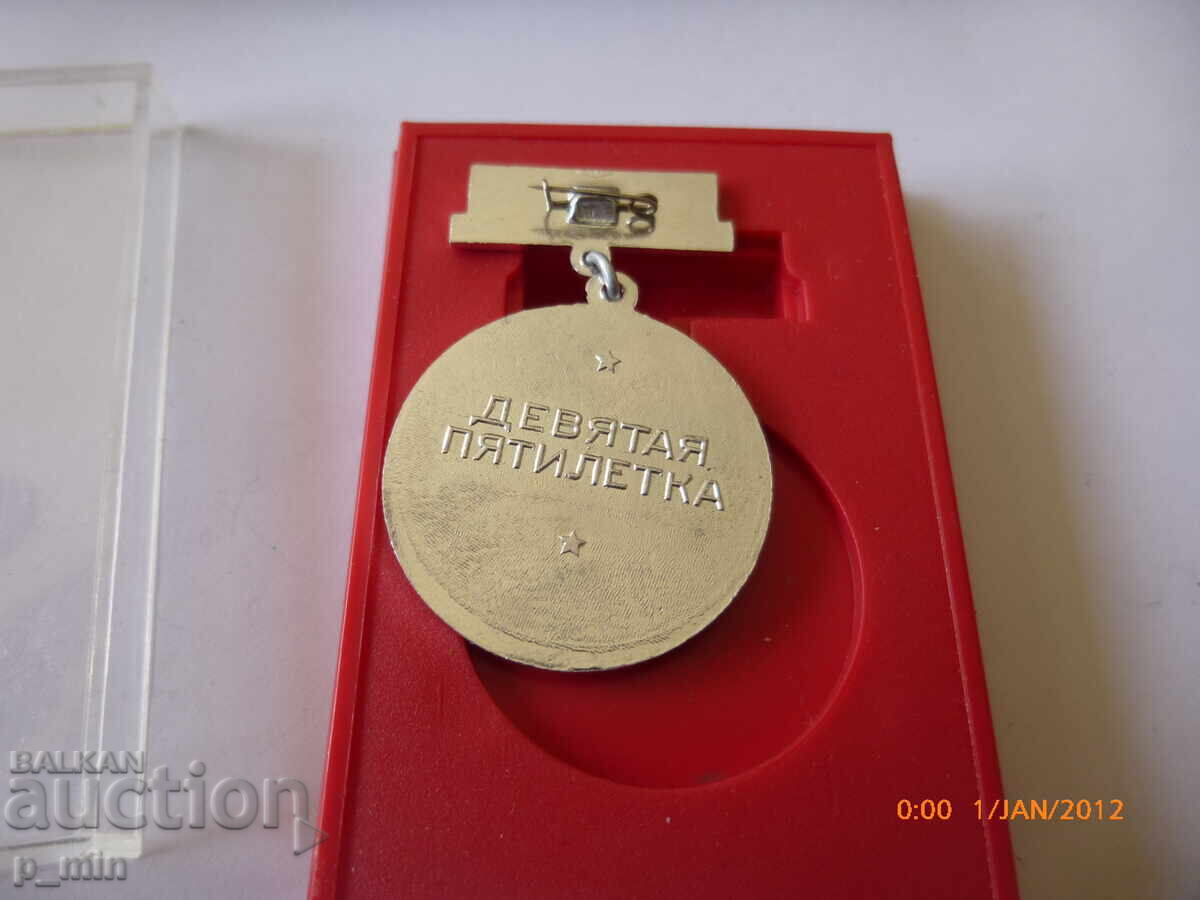 ДЕВЯТАЯ
ПЯТИЛЕТКА
BALKAN
auction
p_min
0:00 1/JAN/2012